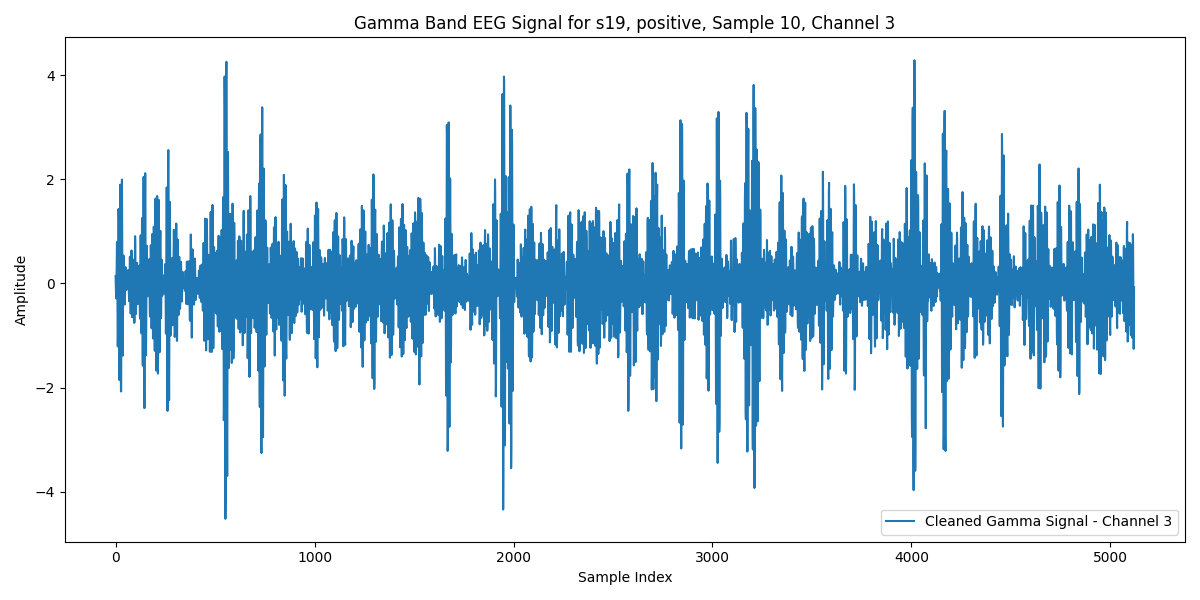 Gamma Band EEG Signal for s19, positive, Sample 10, Channel 3
Amplitude
4
2
0
−2
−4
Cleaned Gamma Signal - Channel 3
0 1000 2000 3000 4000 5000
Sample Index